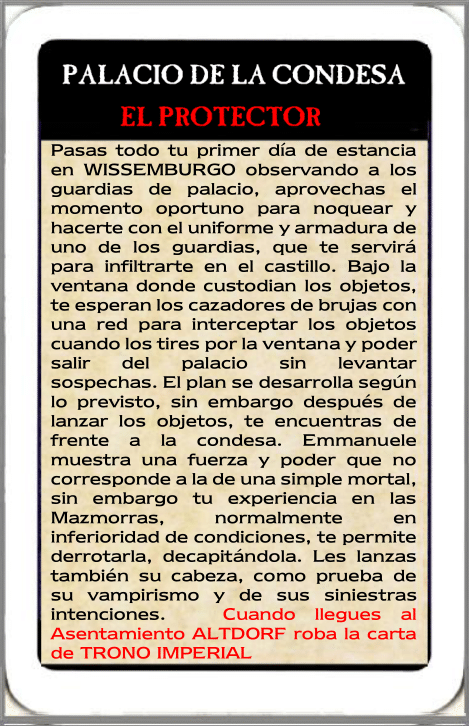 PALACIO DE LA CONDESA
EL PROTECTOR
Pasas todo tu primer día de estancia
en WISSEMBURGO observando a los
guardias de palacio, aprovechas el
momento oportuno para noquear y
hacerte con el uniforme y armadura de
uno de los guardias, que te servirá
para infiltrarte en el castillo. Bajo la
ventana donde custodian los objetos,
te esperan los cazadores de brujas con
una red para interceptar los objetos
cuando los tires por la ventana y poder
salir del palacio sin levantar
sospechas. El plan se desarrolla según
lo previsto, sin embargo después de
lanzar los objetos, te encuentras de
frente a la condesa. Emmanuele
muestra una fuerza y poder que no
corresponde a la de una simple mortal,
sin embargo tu experiencia en las
Mazmorras, normalmente en
inferioridad de condiciones, te permite
derrotarla, decapitándola. Les lanzas
también su cabeza, como prueba de
su vampirismo y de sus siniestras
intenciones. Cuando llegues al
Asentamiento ALTDORF roba la carta
de TRONO IMPERIAL